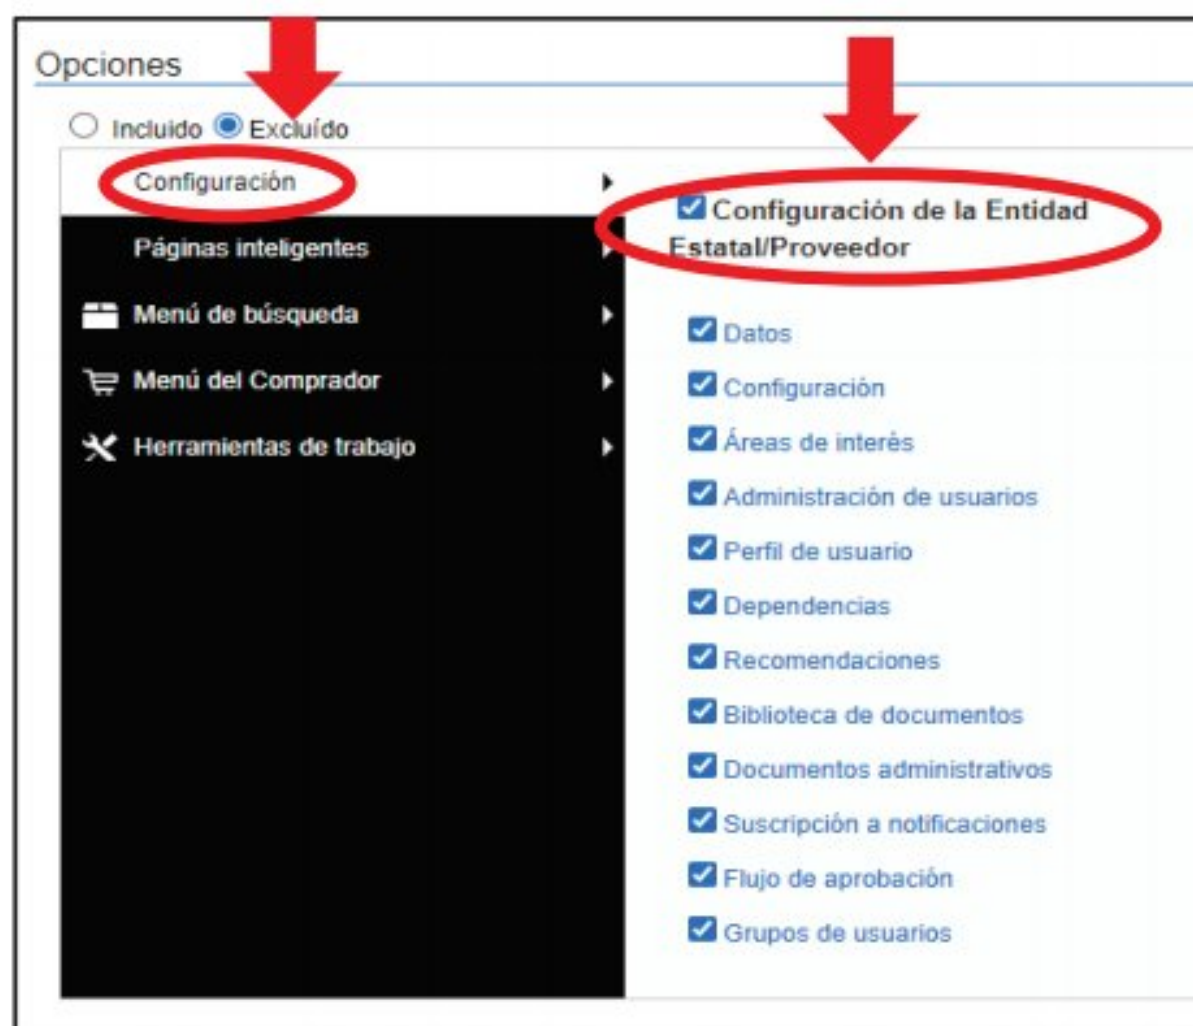 Opciones
Incluido Excluído
Configuración
Páginas inteligentes
Menú de búsqueda
Menú del Comprador
Herramientas de trabajo
Configuración de la Entidad
Estatal/Proveedor
Datos
Configuración
Áreas de interés
Administración de usuarios
Perfil de usuario
Dependencias
Recomendaciones
Biblioteca de documentos
Documentos administrativos
Suscripción a notificaciones
Flujo de aprobación
Grupos de usuarios